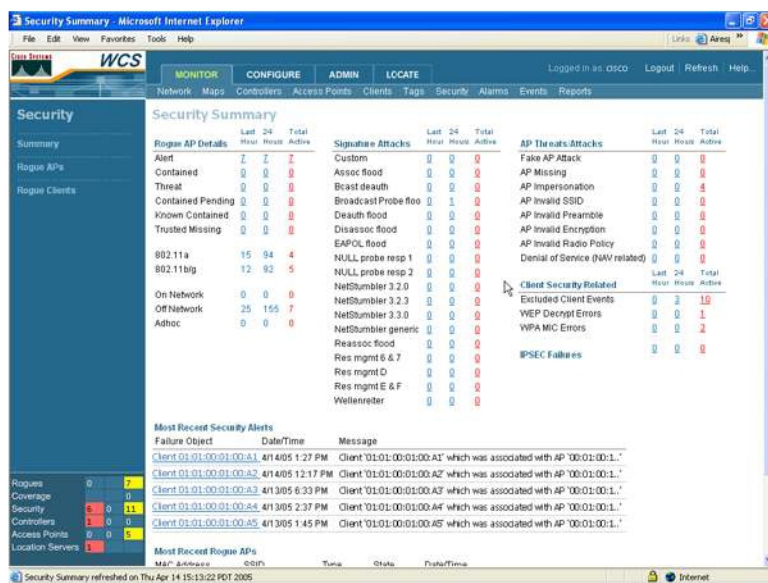 Security Summary - Microsoft Internet Explorer
File Edit View Favorites Tools Help
Links
CISCO SYSTEMS
WCS
MONITOR CONFIGURE ADMIN LOCATE
Logged in as: cisco Logout Refresh Help...
Network Maps Controllers Access Points Clients Tags Security Alarms Events Reports
Security
Summary
Rogue APs
Rogue Clients
Security Summary
Rogue AP Details Last Hour 24 Hours Total Active
Alert 7 7 7
Contained 0 0 0
Threat 0 0 0
Contained Pending 0 0 0
Known Contained 0 0 0
Trusted Missing 0 0 0
802.11a 15 94 4
802.11b/g 12 92 5
On Network 0 0 0
Off Network 25 155 7
Adhoc 0 0 0
Signature Attacks Last Hour 24 Hours Total Active
Custom 0 0 0
Assoc flood 0 0 0
Bcast deauth 0 0 0
Broadcast Probe floo 0 1 0
Deauth flood 0 0 0
Disassoc flood 0 0 0
EAPOL flood 0 0 0
NULL probe resp 1 0 0 0
NULL probe resp 2 0 0 0
NetStumbler 3.2.0 0 0 0
NetStumbler 3.2.3 0 0 0
NetStumbler 3.3.0 0 0 0
NetStumbler generic 0 0 0
Reassoc flood 0 0 0
Res mgmt 6 & 7 0 0 0
Res mgmt D 0 0 0
Res mgmt E & F 0 0 0
Wellenreiter 0 0 0
AP Threats/Attacks Last Hour 24 Hours Total Active
Fake AP Attack 0 0 0
AP Missing 0 0 0
AP Impersonation 0 0 4
AP Invalid SSID 0 0 0
AP Invalid Preamble 0 0 0
AP Invalid Encryption 0 0 0
AP Invalid Radio Policy 0 0 0
Denial of Service (NAV related) 0 0 0
Client Security Related Last Hour 24 Hours Total Active
Excluded Client Events 0 3 10
WEP Decrypt Errors 0 0 1
WPA MIC Errors 0 0 2
IPSEC Failures 0 0 0
Most Recent Security Alerts
Failure Object Date/Time Message
Client 01:01:00:01:00:A1 4/14/05 1:27 PM Client '01:01:00:01:00:A1' which was associated with AP '00:01:00:1..'
Client 01:01:00:01:00:A2 4/14/05 12:17 PM Client '01:01:00:01:00:A2' which was associated with AP '00:01:00:1..'
Client 01:01:00:01:00:A3 4/13/05 6:33 PM Client '01:01:00:01:00:A3' which was associated with AP '00:01:00:1..'
Client 01:01:00:01:00:A4 4/13/05 2:37 PM Client '01:01:00:01:00:A4' which was associated with AP '00:01:00:1..'
Client 01:01:00:01:00:A5 4/13/05 1:45 PM Client '01:01:00:01:00:A5' which was associated with AP '00:01:00:1..'
Most Recent Rogue APs
MAC Address SSID Type State Date/Time
Rogues 0 7
Coverage 0
Security 6 0 11
Controllers 1 0 0
Access Points 0 0 5
Location Servers 1
Security Summary refreshed on Thu Apr 14 15:13:22 PDT 2005
Internet